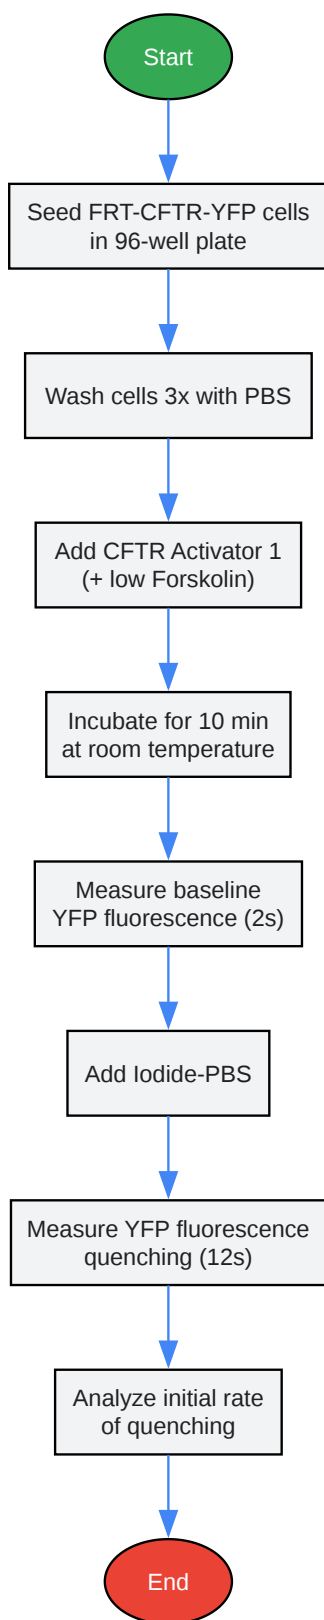 Start
Seed FRT-CFTR-YFP cells
in 96-well plate
Wash cells 3x with PBS
Add CFTR Activator 1
(+ low Forskolin)
Incubate for 10 min
at room temperature
Measure baseline
YFP fluorescence (2s)
Add Iodide-PBS
Measure YFP fluorescence
quenching (12s)
Analyze initial rate
of quenching
End